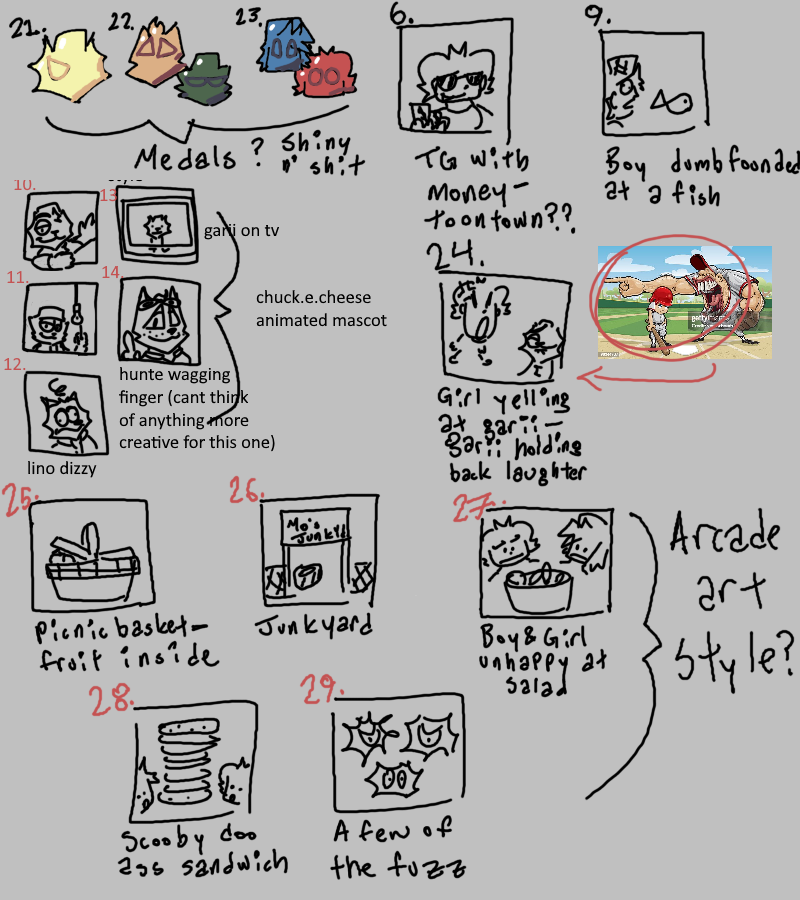 21.
22.
23.
Medals? Shiny
n' shit
6.
TG with
money-
toontown??
9.
Boy dumbfounded
at a fish
10.
13
garii on tv
11.
14.
chuck.e.cheese
animated mascot
12.
hunte wagging
finger (cant think
of anything more
creative for this one)
lino dizzy
24.
gettyimages
Girl yelling
at garii-
garii holding
back laughter
25.
picnic basket-
fruit inside
26.
Mo's
Junkyd
Junkyard
27.
Boy & Girl
unhappy at
salad
Arcade
art
style?
28.
Scooby doo
ass sandwich
29.
A few of
the fuzz